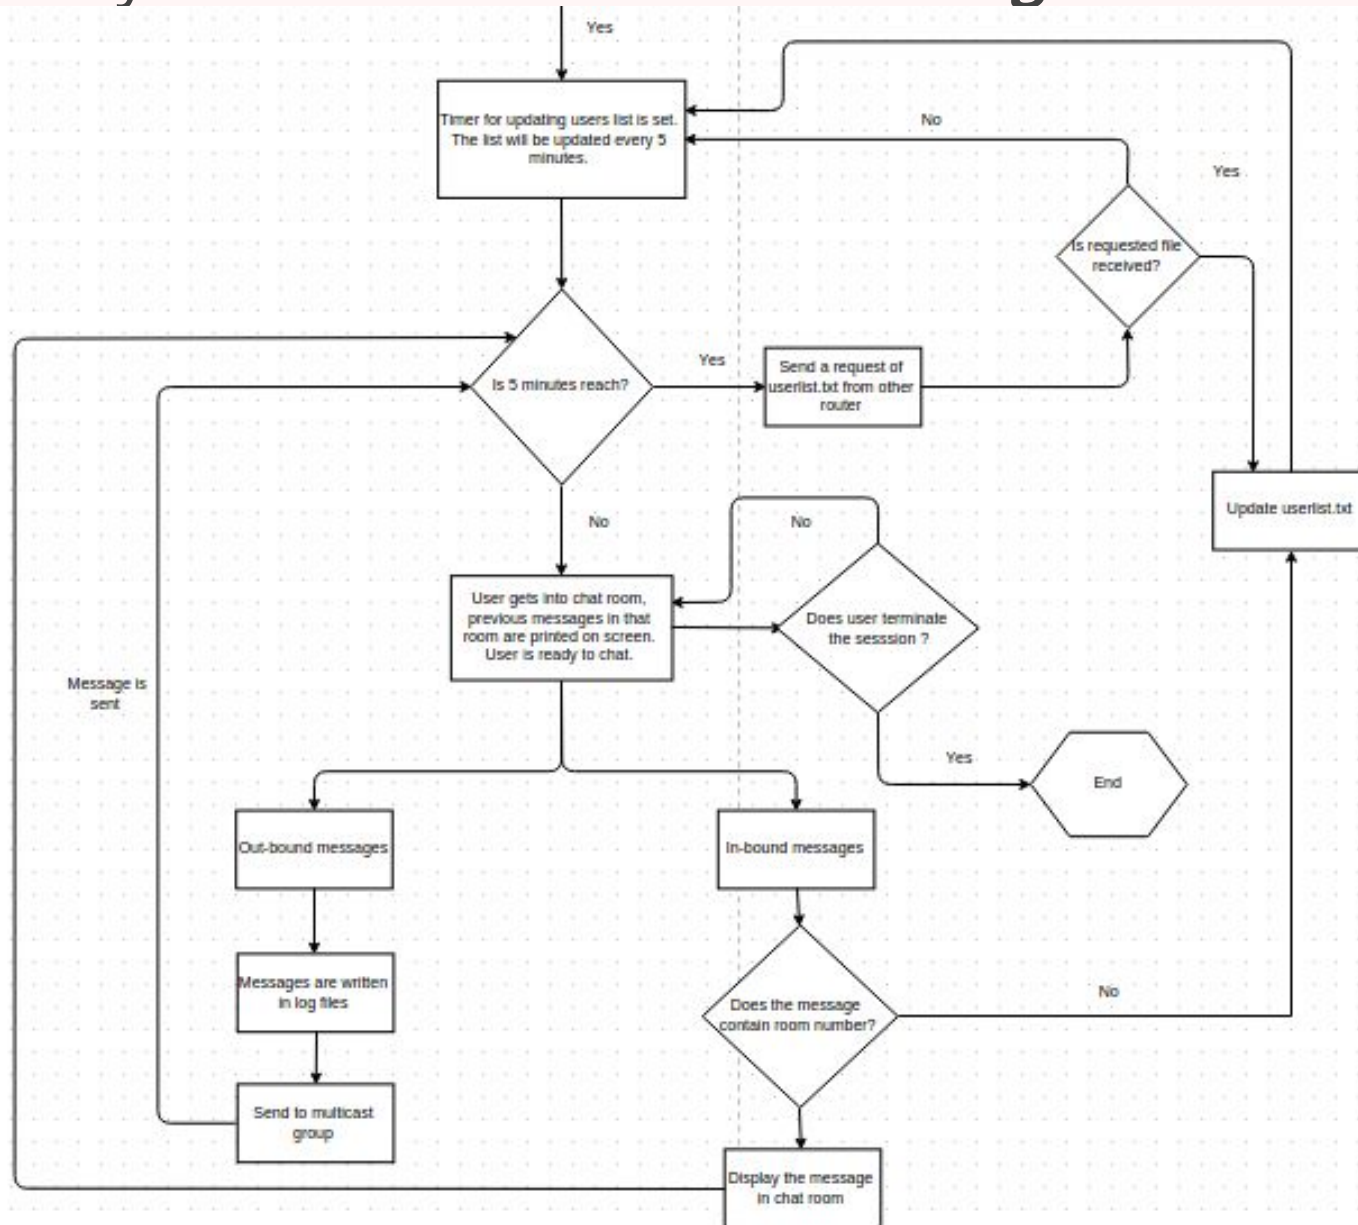 Yes
Timer for updating users list is set.
The list will be updated every 5
minutes.
No
Yes
Is requested file
received?
Is 5 minutes reach?
Yes
Send a request of
userlist.txt from other
router
Update userlist.txt
No
No
User gets into chat room,
previous messages in that
room are printed on screen.
User is ready to chat.
Does user terminate
the sesssion ?
Message is
sent
Yes
End
Out-bound messages
In-bound messages
Messages are written
in log files
Does the message
contain room number?
No
Send to multicast
group
Display the message
in chat room